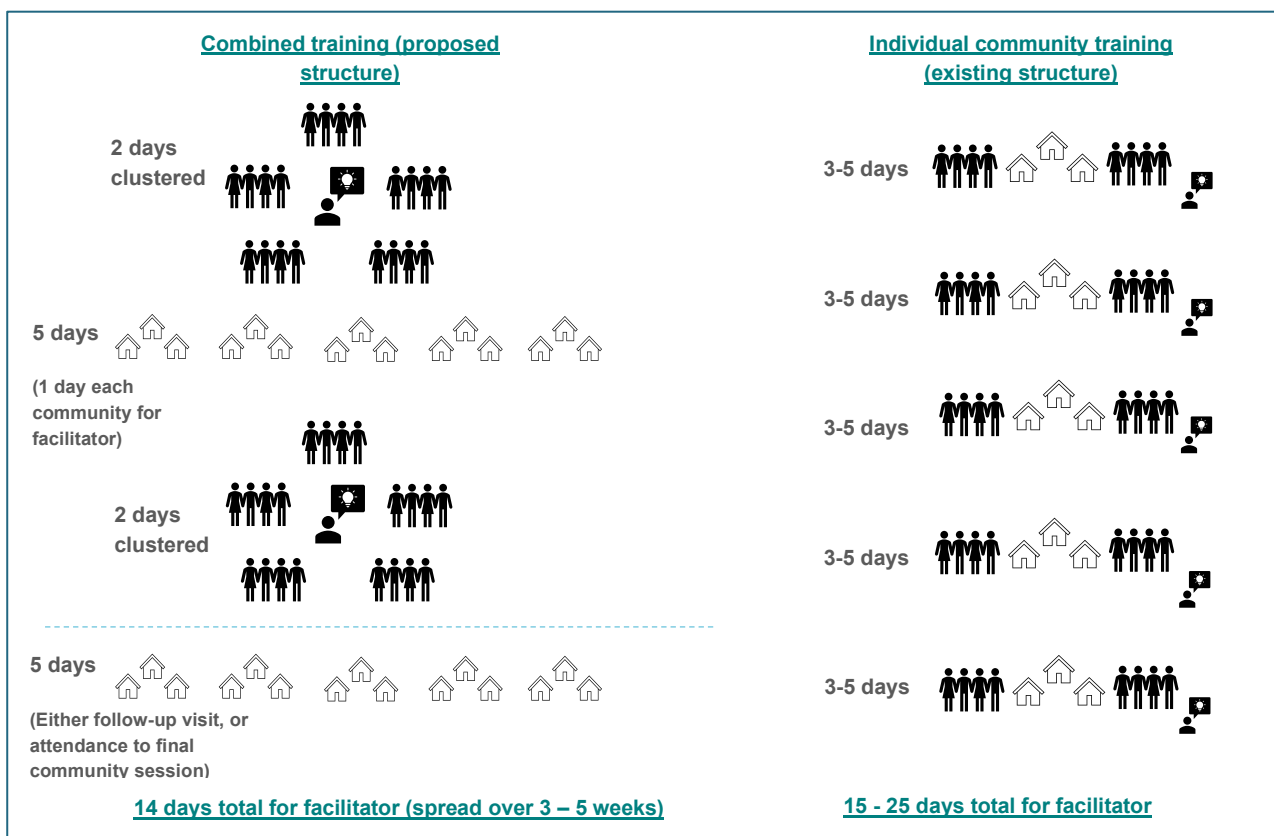 Combined training (proposed
structure)
2 days
clustered
5 days
(1 day each
community for
facilitator)
2 days
clustered
5 days
(Either follow-up visit, or
attendance to final
community session)
14 days total for facilitator (spread over 3 – 5 weeks)
Individual community training
(existing structure)
3-5 days
3-5 days
3-5 days
3-5 days
3-5 days
15 - 25 days total for facilitator